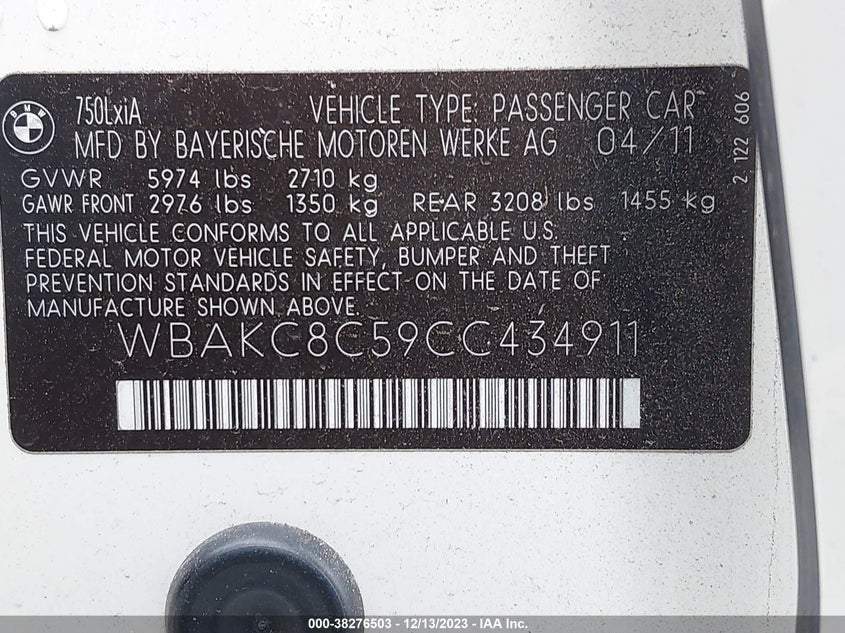 BMW
750LxiA VEHICLE TYPE: PASSENGER CAR
MFD BY BAYERISCHE MOTOREN WERKE AG 04/11
GVWR 5974 lbs 2710 kg
GAWR FRONT 2976 lbs 1350 kg REAR 3208 lbs 1455 kg
THIS VEHICLE CONFORMS TO ALL APPLICABLE U.S.
FEDERAL MOTOR VEHICLE SAFETY, BUMPER AND THEFT
PREVENTION STANDARDS IN EFFECT ON THE DATE OF
MANUFACTURE SHOWN ABOVE.
WBAKC8C59CC434911
2 122 606
000-38276503 - 12/13/2023 - IAA Inc.